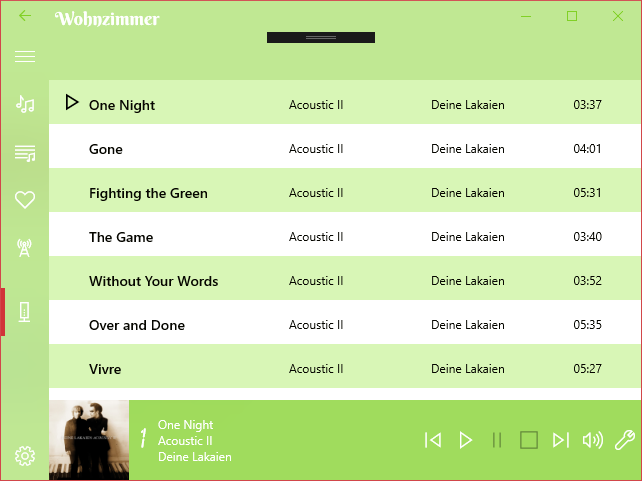 Wohnzimmer
One Night Acoustic II Deine Lakaien 03:37
Gone Acoustic II Deine Lakaien 04:01
Fighting the Green Acoustic II Deine Lakaien 05:31
The Game Acoustic II Deine Lakaien 03:40
Without Your Words Acoustic II Deine Lakaien 03:52
Over and Done Acoustic II Deine Lakaien 05:35
Vivre Acoustic II Deine Lakaien 05:27
1
One Night
Acoustic II
Deine Lakaien